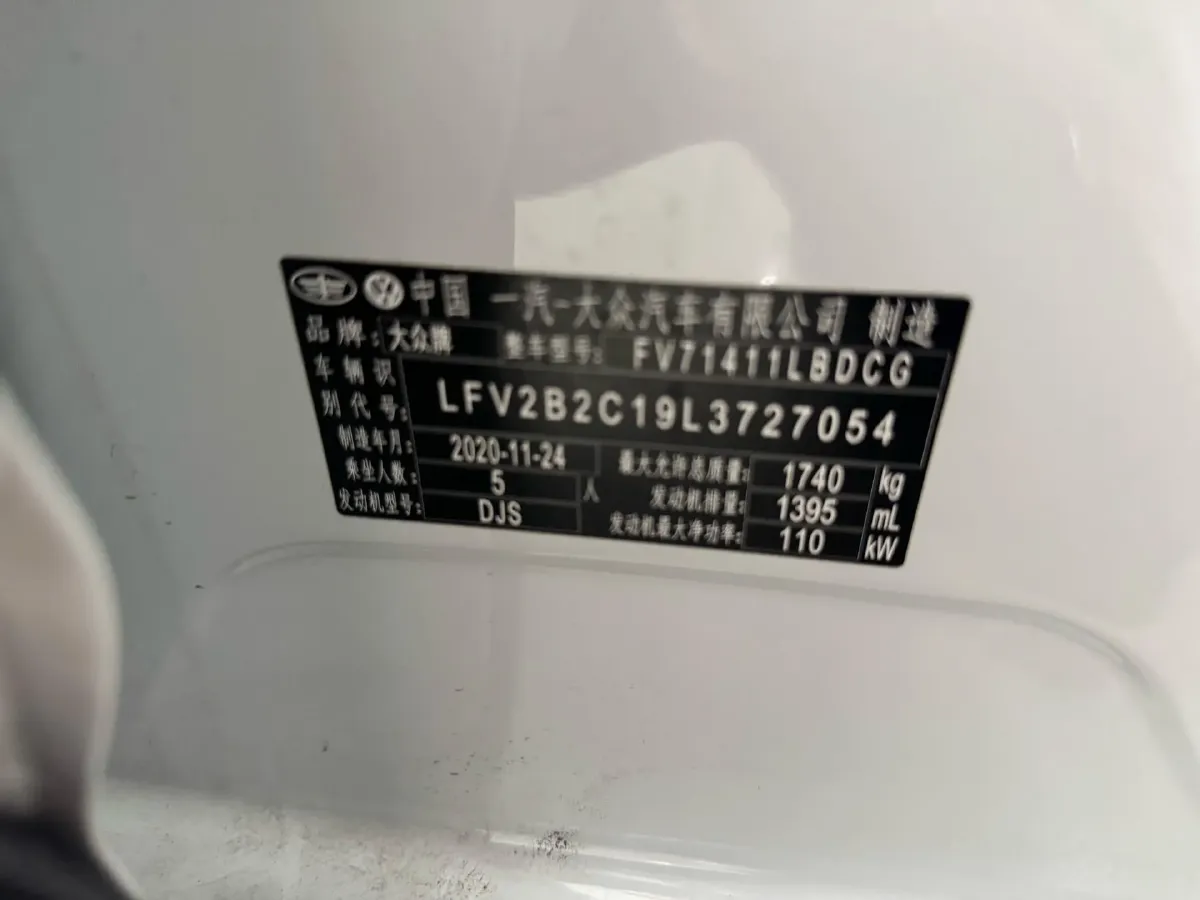 中国 一汽-大众汽车有限公司 制造
品牌: 大众牌 整车型号: FV71411LBDCG
车辆识别代号: LFV2B2C19L3727054
制造年月: 2020-11-24 最大允许总质量: 1740 kg
乘坐人数: 5 人 发动机排量: 1395 mL
发动机型号: DJS 发动机最大净功率: 110 kW